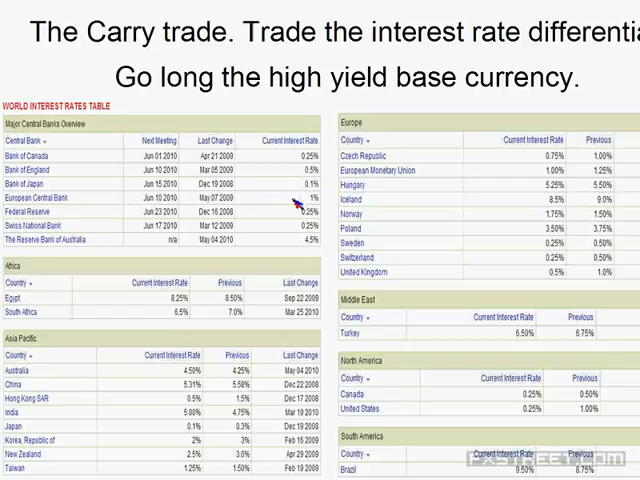 The Carry trade. Trade the interest rate differentia
Go long the high yield base currency.
WORLD INTEREST RATES TABLE
Major Central Banks Overview
Central Bank Next Meeting Last Change Current Interest Rate
Bank of Canada Jun 01 2010 Apr 21 2009 0.25%
Bank of England Jun 10 2010 Mar 05 2009 0.5%
Bank of Japan Jun 15 2010 Dec 19 2008 0.1%
European Central Bank Jun 10 2010 May 07 2009 1%
Federal Reserve Jun 23 2010 Dec 16 2008 0.25%
Swiss National Bank Jun 17 2010 Mar 12 2009 0.25%
The Reserve Bank of Australia n/a May 04 2010 4.5%
Africa
Country Current Interest Rate Previous Last Change
Egypt 8.25% 8.50% Sep 22 2009
South Africa 6.5% 7.0% Mar 25 2010
Asia Pacific
Country Current Interest Rate Previous Last Change
Australia 4.50% 4.25% May 04 2010
China 5.31% 5.58% Dec 22 2008
Hong Kong SAR 0.5% 1.5% Dec 17 2008
India 5.00% 4.75% Mar 19 2010
Japan 0.1% 0.3% Dec 19 2008
Korea, Republic of 2% 3% Feb 16 2009
New Zealand 2.5% 3.0% Apr 29 2009
Taiwan 1.25% 1.50% Feb 19 2009
Europe
Country Current Interest Rate Previous
Czech Republic 0.75% 1.00%
European Monetary Union 1.00% 1.25%
Hungary 5.25% 5.50%
Iceland 8.5% 9.0%
Norway 1.75% 1.50%
Poland 3.50% 3.75%
Sweden 0.25% 0.50%
Switzerland 0.25% 0.50%
United Kingdom 0.5% 1.0%
Middle East
Country Current Interest Rate Previous
Turkey 6.50% 6.75%
North America
Country Current Interest Rate Previous
Canada 0.25% 0.50%
United States 0.25% 1.00%
South America
Country Current Interest Rate Previous
Brazil 9.50% 8.75%
FXSTREET.COM